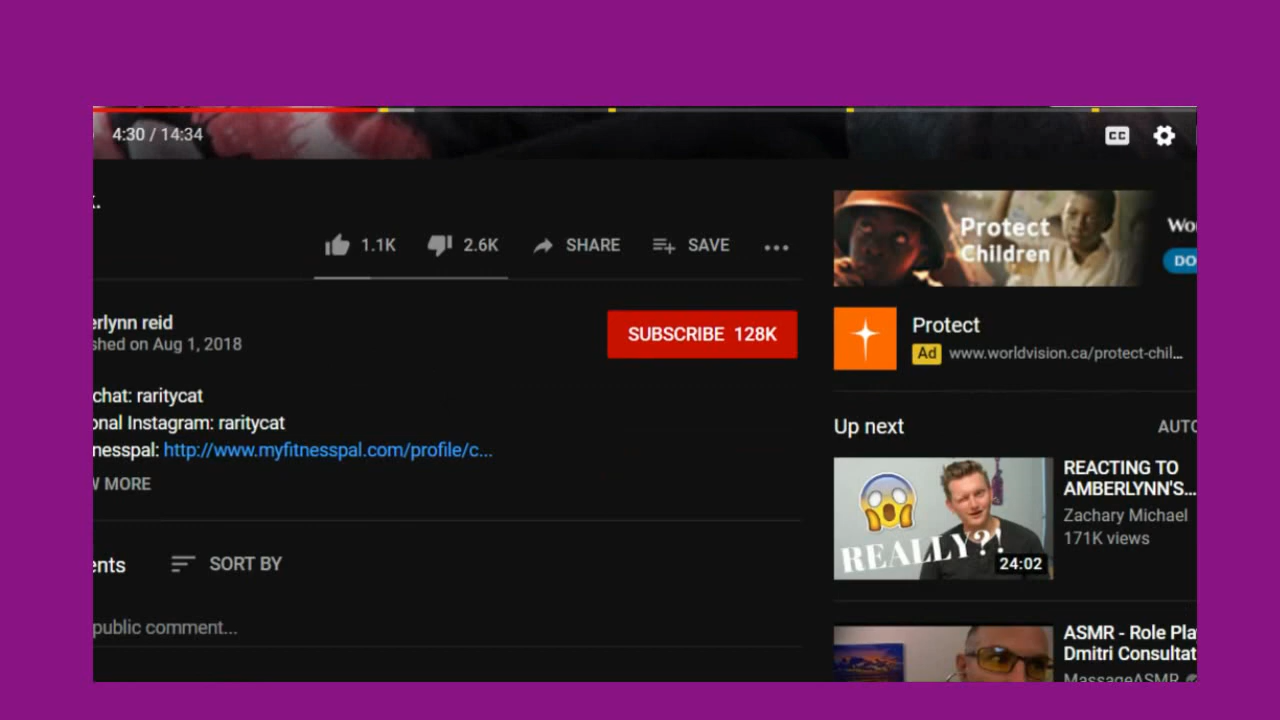 4:30 / 14:34
CC
1.1K
2.6K
SHARE
SAVE
erlynn reid
shed on Aug 1, 2018
SUBSCRIBE 128K
chat: raritycat
onal Instagram: raritycat
nesspal: http://www.myfitnesspal.com/profile/c...
MORE
ents
SORT BY
public comment...
Protect
Children
Wo
DO
Protect
Ad www.worldvision.ca/protect-chil...
Up next
AUTO
REALLY?!
24:02
REACTING TO
AMBERLYNN'S...
Zachary Michael
171K views
ASMR - Role Pla
Dmitri Consultat
MassageASMR